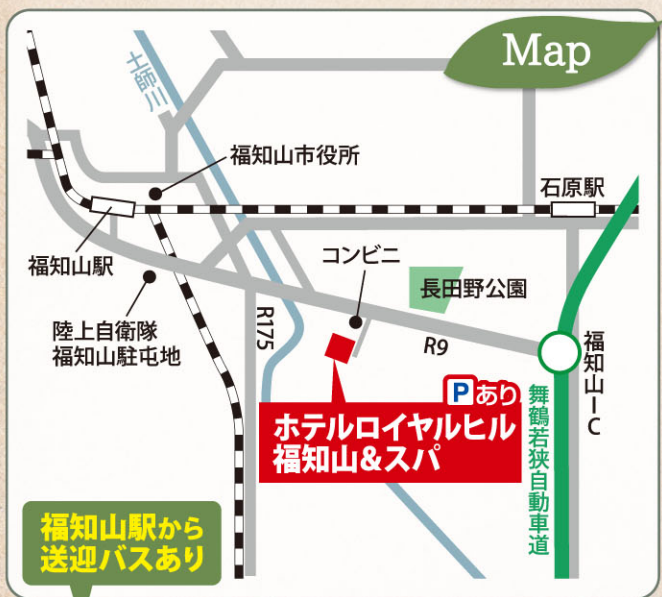 Map
土師川
福知山市役所
石原駅
福知山駅
コンビニ
長田野公園
陸上自衛隊
福知山駐屯地
R175
R9
福知山IC
Pあり
ホテルロイヤルヒル
福知山&スパ
舞鶴若狭自動車道
福知山駅から
送迎バスあり